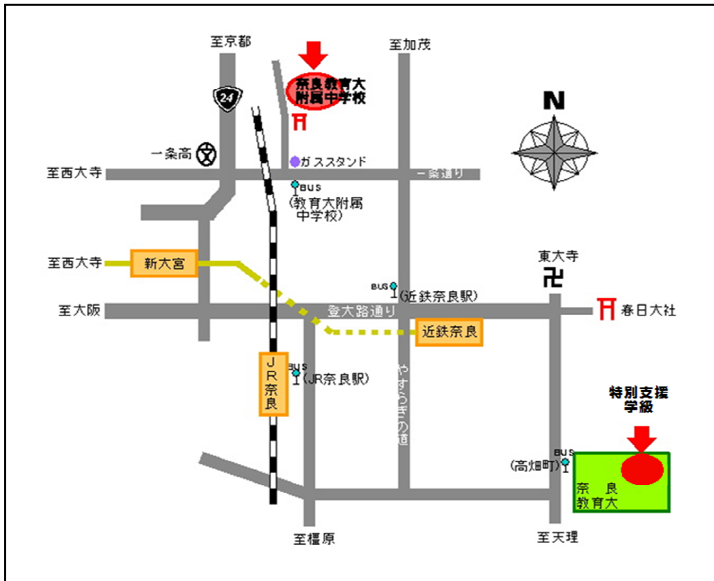 至京都
至加茂
奈良教育大
附属中学校
24
N
一条高
文
ガススタンド
至西大寺
一条通り
BUS
(教育大附属
中学校)
至西大寺
新大宮
東大寺
BUS
(近鉄奈良駅)
至大阪
登大路通り
春日大社
近鉄奈良
JR奈良
BUS
(JR奈良駅)
やすらぎの道
特別支援
学級
BUS
(高畑町)
奈良
教育大
至橿原
至天理